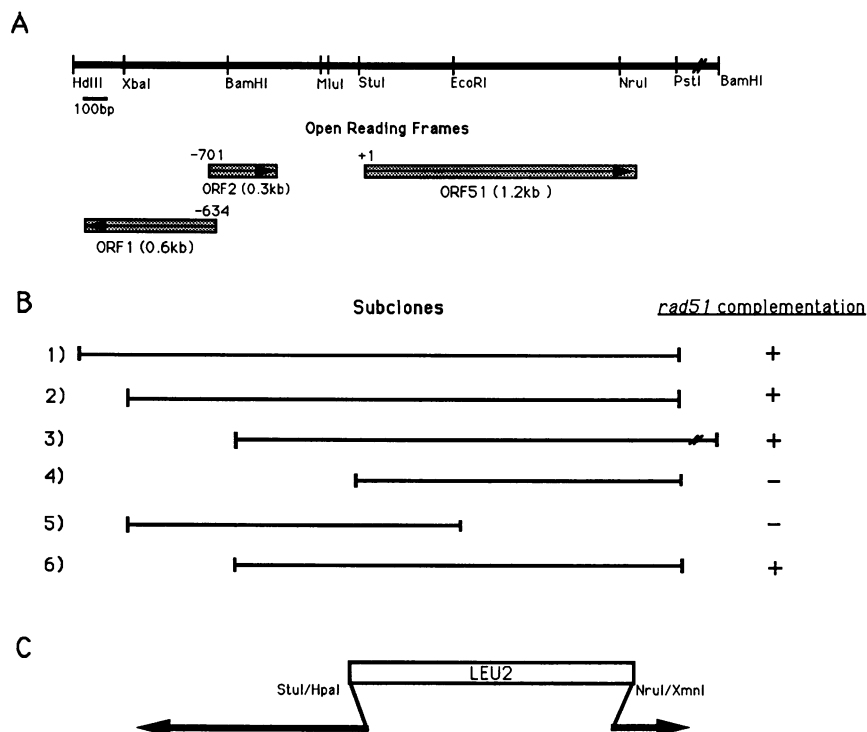 A
HdIII XbaI BamHI MluI StuI EcoRI NruI PstI BamHI
100bp
Open Reading Frames
-701 +1
ORF2 (0.3kb) ORF51 (1.2kb )
-634
ORF1 (0.6kb)
B Subclones rad51 complementation
1) +
2) +
3) +
4) −
5) −
6) +
C
LEU2
StuI/HpaI NruI/XmnI